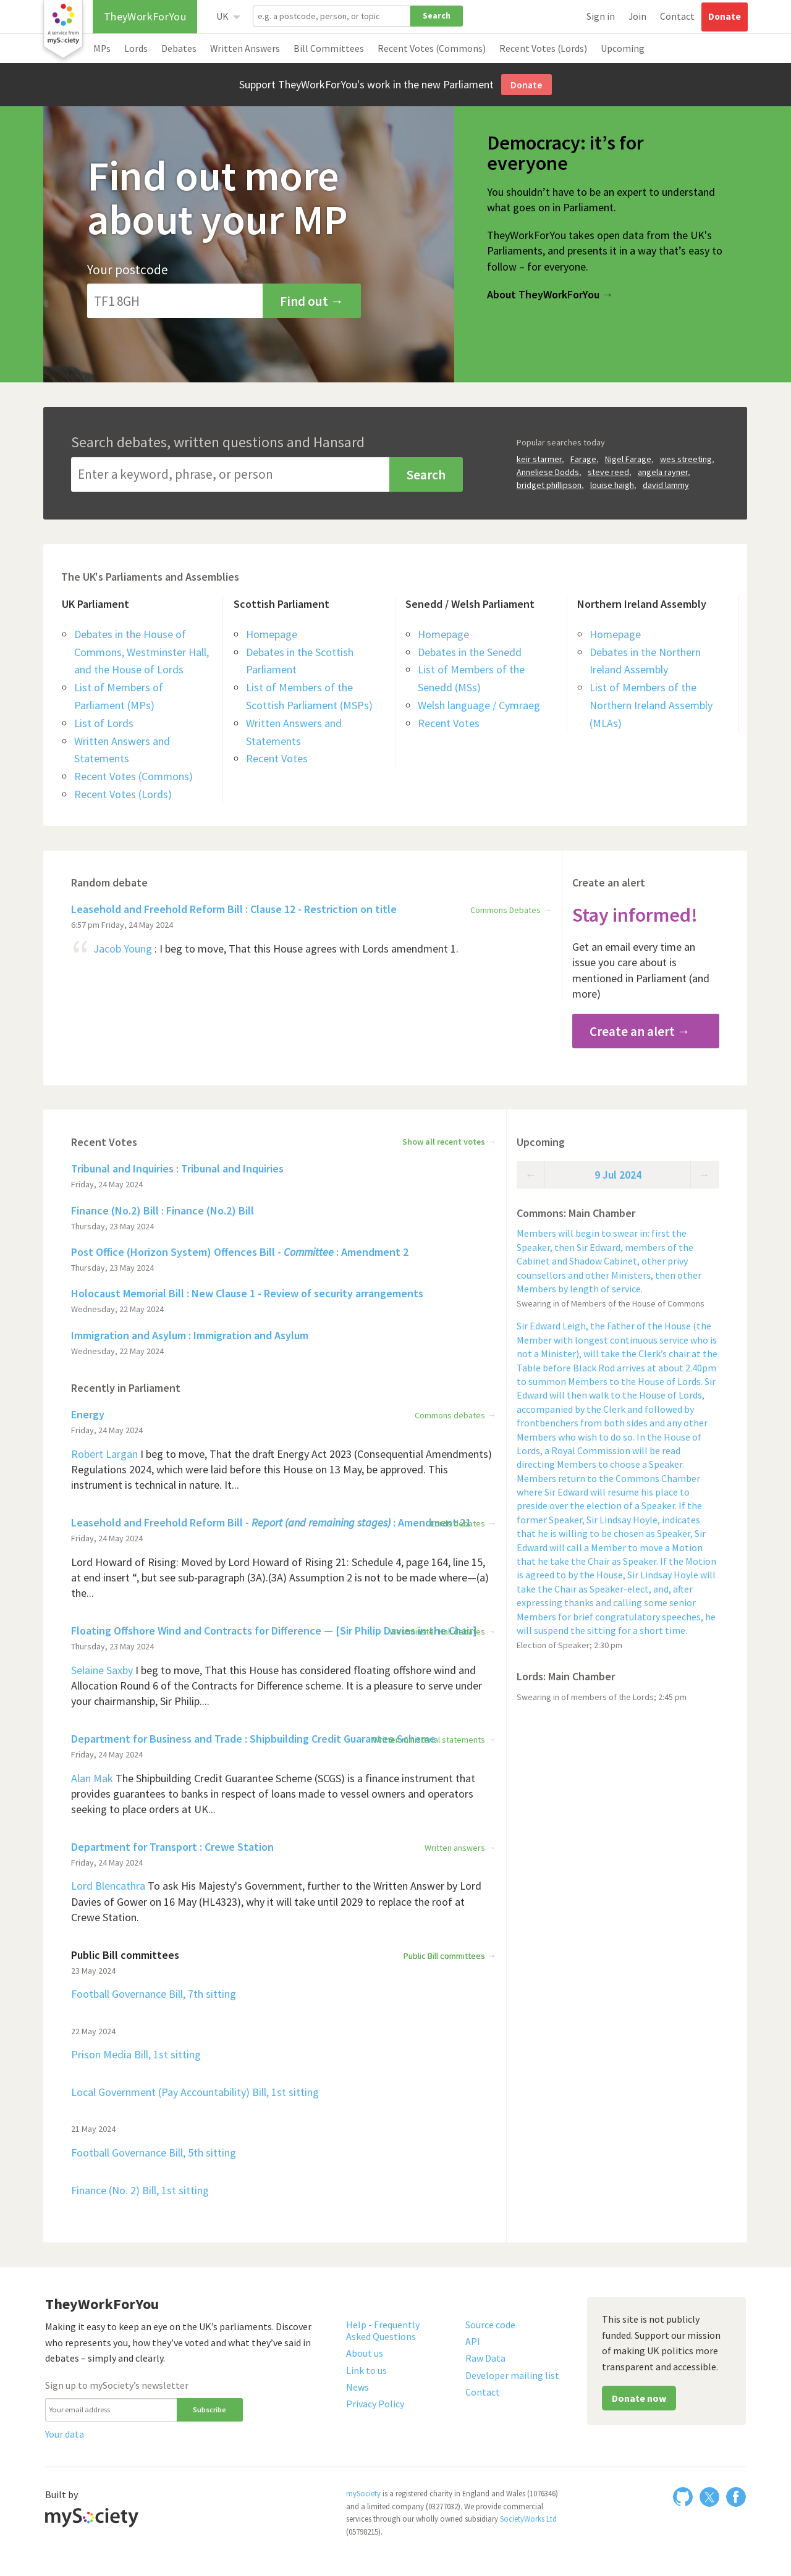 A service from
mySociety
TheyWorkForYou
UK
e.g. a postcode, person, or topic
Search
Sign in
Join
Contact
Donate
MPs
Lords
Debates
Written Answers
Bill Committees
Recent Votes (Commons)
Recent Votes (Lords)
Upcoming
Support TheyWorkForYou's work in the new Parliament
Donate
Find out more
about your MP
Your postcode
TF1 8GH
Find out →
Democracy: it's for
everyone
You shouldn't have to be an expert to understand
what goes on in Parliament.
TheyWorkForYou takes open data from the UK's
Parliaments, and presents it in a way that's easy to
follow – for everyone.
About TheyWorkForYou →
Search debates, written questions and Hansard
Enter a keyword, phrase, or person
Search
Popular searches today
keir starmer, Farage, Nigel Farage, wes streeting,
Anneliese Dodds, steve reed, angela rayner,
bridget phillipson, louise haigh, david lammy
The UK's Parliaments and Assemblies
UK Parliament
Debates in the House of
Commons, Westminster Hall,
and the House of Lords
List of Members of
Parliament (MPs)
List of Lords
Written Answers and
Statements
Recent Votes (Commons)
Recent Votes (Lords)
Scottish Parliament
Homepage
Debates in the Scottish
Parliament
List of Members of the
Scottish Parliament (MSPs)
Written Answers and
Statements
Recent Votes
Senedd / Welsh Parliament
Homepage
Debates in the Senedd
List of Members of the
Senedd (MSs)
Welsh language / Cymraeg
Recent Votes
Northern Ireland Assembly
Homepage
Debates in the Northern
Ireland Assembly
List of Members of the
Northern Ireland Assembly
(MLAs)
Random debate
Leasehold and Freehold Reform Bill : Clause 12 - Restriction on title
Commons Debates →
6:57 pm Friday, 24 May 2024
“ Jacob Young : I beg to move, That this House agrees with Lords amendment 1.
Create an alert
Stay informed!
Get an email every time an
issue you care about is
mentioned in Parliament (and
more)
Create an alert →
Recent Votes
Show all recent votes →
Tribunal and Inquiries : Tribunal and Inquiries
Friday, 24 May 2024
Finance (No.2) Bill : Finance (No.2) Bill
Thursday, 23 May 2024
Post Office (Horizon System) Offences Bill - Committee : Amendment 2
Thursday, 23 May 2024
Holocaust Memorial Bill : New Clause 1 - Review of security arrangements
Wednesday, 22 May 2024
Immigration and Asylum : Immigration and Asylum
Wednesday, 22 May 2024
Recently in Parliament
Energy
Commons debates →
Friday, 24 May 2024
Robert Largan I beg to move, That the draft Energy Act 2023 (Consequential Amendments)
Regulations 2024, which were laid before this House on 13 May, be approved. This
instrument is technical in nature. It...
Leasehold and Freehold Reform Bill - Report (and remaining stages) : Amendment 21
Lords debates →
Friday, 24 May 2024
Lord Howard of Rising: Moved by Lord Howard of Rising 21: Schedule 4, page 164, line 15,
at end insert “, but see sub-paragraph (3A).(3A) Assumption 2 is not to be made where—(a)
the...
Floating Offshore Wind and Contracts for Difference — [Sir Philip Davies in the Chair]
Westminster Hall debates →
Thursday, 23 May 2024
Selaine Saxby I beg to move, That this House has considered floating offshore wind and
Allocation Round 6 of the Contracts for Difference scheme. It is a pleasure to serve under
your chairmanship, Sir Philip....
Department for Business and Trade : Shipbuilding Credit Guarantee Scheme
Written ministerial statements →
Friday, 24 May 2024
Alan Mak The Shipbuilding Credit Guarantee Scheme (SCGS) is a finance instrument that
provides guarantees to banks in respect of loans made to vessel owners and operators
seeking to place orders at UK...
Department for Transport : Crewe Station
Written answers →
Friday, 24 May 2024
Lord Blencathra To ask His Majesty's Government, further to the Written Answer by Lord
Davies of Gower on 16 May (HL4323), why it will take until 2029 to replace the roof at
Crewe Station.
Public Bill committees
Public Bill committees →
23 May 2024
Football Governance Bill, 7th sitting
22 May 2024
Prison Media Bill, 1st sitting
Local Government (Pay Accountability) Bill, 1st sitting
21 May 2024
Football Governance Bill, 5th sitting
Finance (No. 2) Bill, 1st sitting
Upcoming
← 9 Jul 2024 →
Commons: Main Chamber
Members will begin to swear in: first the
Speaker, then Sir Edward, members of the
Cabinet and Shadow Cabinet, other privy
counsellors and other Ministers, then other
Members by length of service.
Swearing in of Members of the House of Commons
Sir Edward Leigh, the Father of the House (the
Member with longest continuous service who is
not a Minister), will take the Clerk's chair at the
Table before Black Rod arrives at about 2.40pm
to summon Members to the House of Lords. Sir
Edward will then walk to the House of Lords,
accompanied by the Clerk and followed by
frontbenchers from both sides and any other
Members who wish to do so. In the House of
Lords, a Royal Commission will be read
directing Members to choose a Speaker.
Members return to the Commons Chamber
where Sir Edward will resume his place to
preside over the election of a Speaker. If the
former Speaker, Sir Lindsay Hoyle, indicates
that he is willing to be chosen as Speaker, Sir
Edward will call a Member to move a Motion
that he take the Chair as Speaker. If the Motion
is agreed to by the House, Sir Lindsay Hoyle will
take the Chair as Speaker-elect, and, after
expressing thanks and calling some senior
Members for brief congratulatory speeches, he
will suspend the sitting for a short time.
Election of Speaker; 2:30 pm
Lords: Main Chamber
Swearing in of members of the Lords; 2:45 pm
TheyWorkForYou
Making it easy to keep an eye on the UK's parliaments. Discover
who represents you, how they've voted and what they've said in
debates – simply and clearly.
Sign up to mySociety's newsletter
Your email address
Subscribe
Your data
Help - Frequently
Asked Questions
About us
Link to us
News
Privacy Policy
Source code
API
Raw Data
Developer mailing list
Contact
This site is not publicly
funded. Support our mission
of making UK politics more
transparent and accessible.
Donate now
Built by
mySociety
mySociety is a registered charity in England and Wales (1076346)
and a limited company (03277032). We provide commercial
services through our wholly owned subsidiary SocietyWorks Ltd
(05798215).